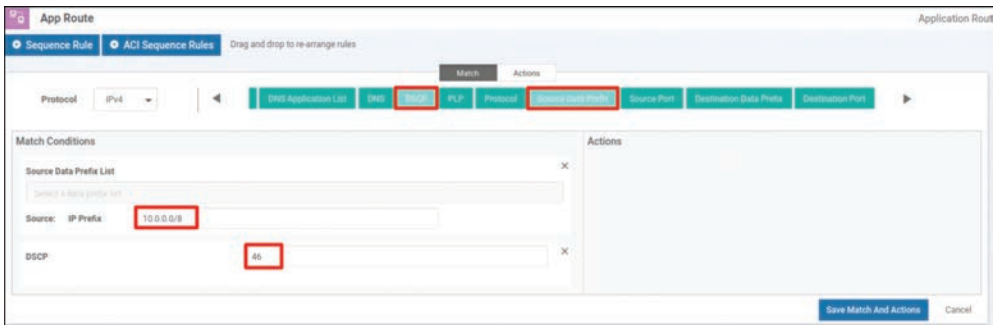 App Route
Application Rout
Sequence Rule ACI Sequence Rules Drag and drop to re-arrange rules
Match Actions
Protocol IPv4 DNS Application List DNS DSCP PLP Protocol Source Data Prefix Source Port Destination Data Prefix Destination Port
Match Conditions
Actions
Source Data Prefix List
Select a data prefix list
Source: IP Prefix 10.0.0.0/8
DSCP 46
Save Match And Actions Cancel